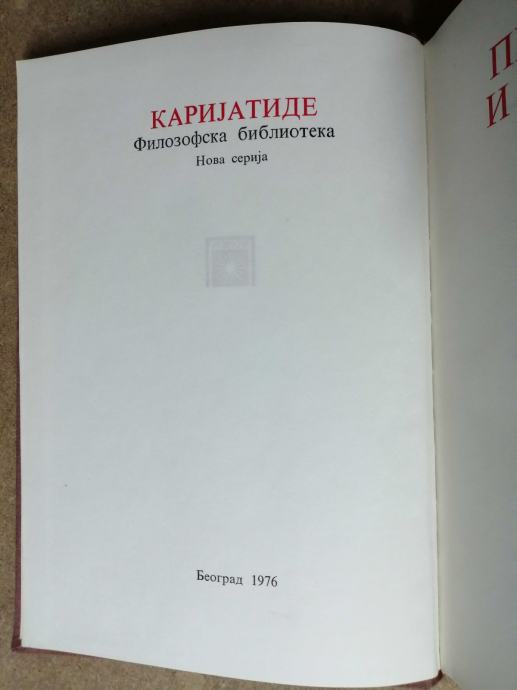 КАРИЈАТИДЕ
Филозофска библиотека
Нова серија
Београд 1976
И